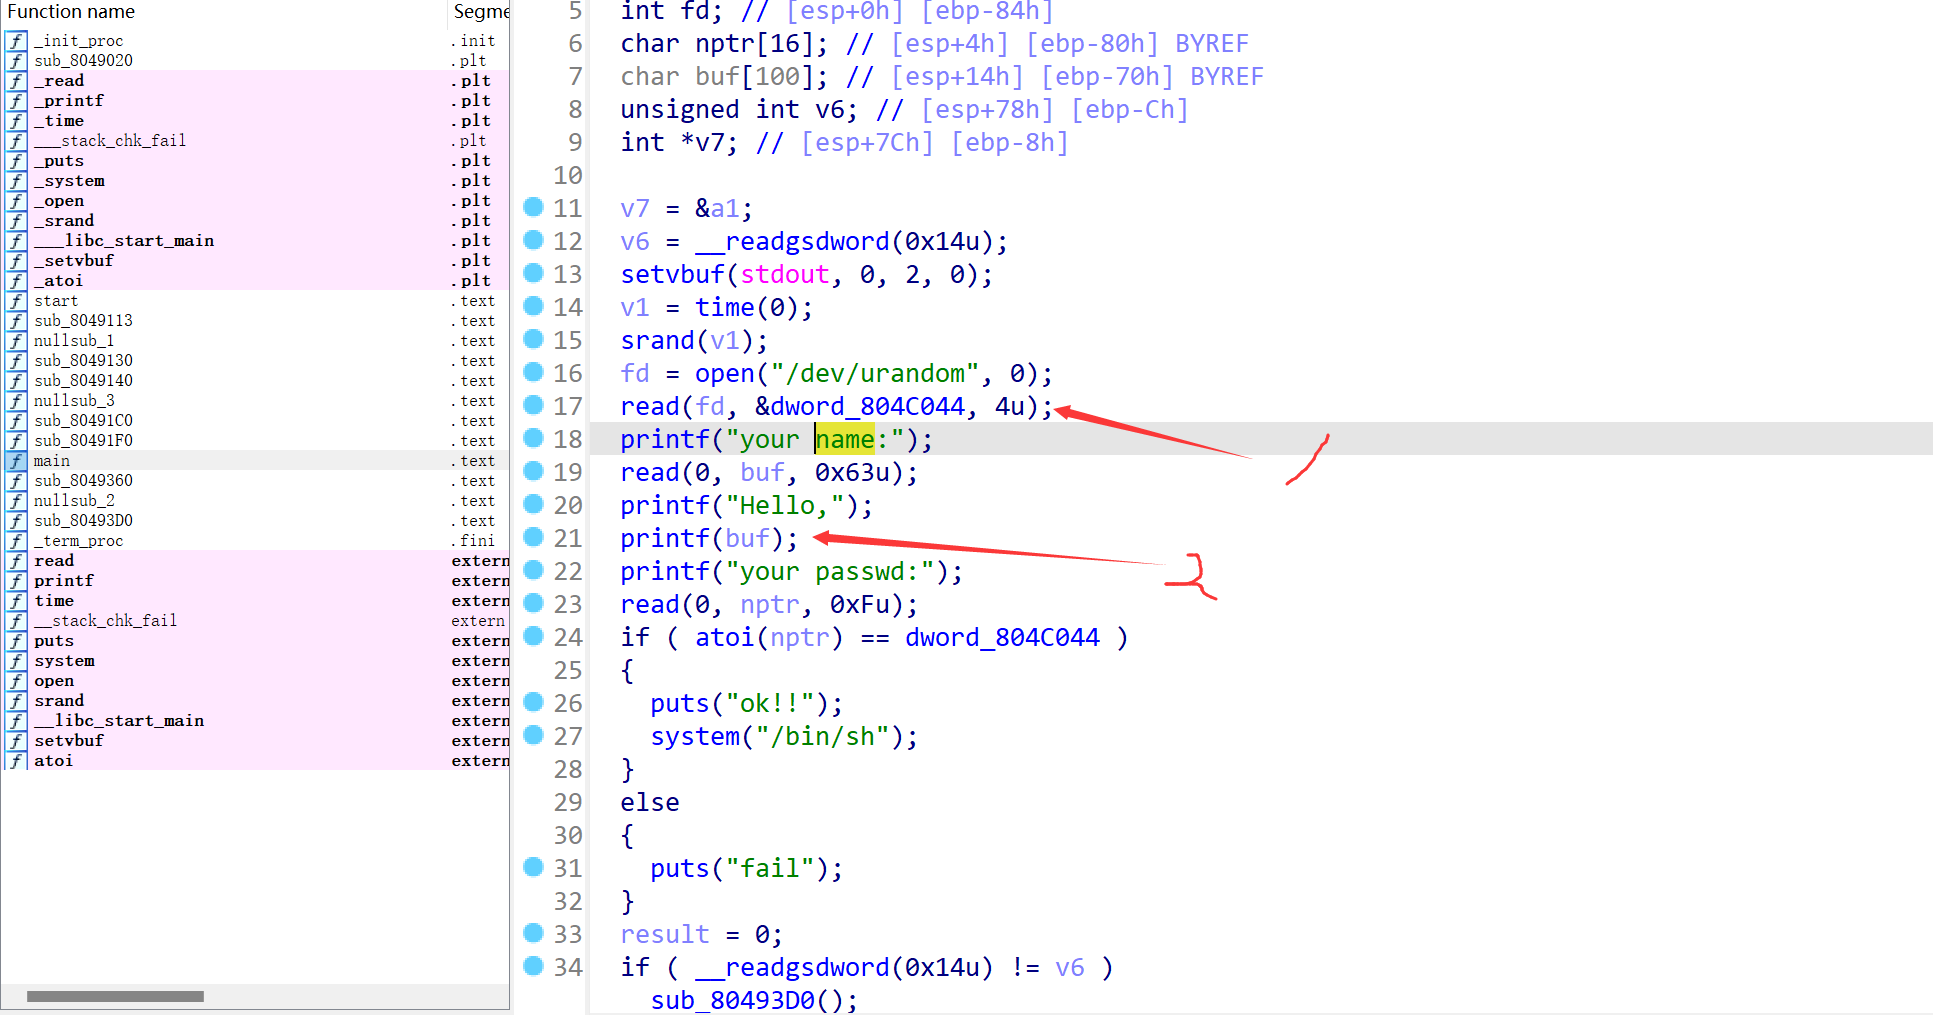 Function name Segme
_init_proc .init
sub_8049020 .plt
_read .plt
_printf .plt
_time .plt
___stack_chk_fail .plt
_puts .plt
_system .plt
_open .plt
_srand .plt
___libc_start_main .plt
_setvbuf .plt
_atoi .plt
start .text
sub_8049113 .text
nullsub_1 .text
sub_8049130 .text
sub_8049140 .text
nullsub_3 .text
sub_80491C0 .text
sub_80491F0 .text
main .text
sub_8049360 .text
nullsub_2 .text
sub_80493D0 .text
_term_proc .fini
read extern
printf extern
time extern
__stack_chk_fail extern
puts extern
system extern
open extern
srand extern
__libc_start_main extern
setvbuf extern
atoi extern
5 int fd; // [esp+0h] [ebp-84h]
6 char nptr[16]; // [esp+4h] [ebp-80h] BYREF
7 char buf[100]; // [esp+14h] [ebp-70h] BYREF
8 unsigned int v6; // [esp+78h] [ebp-Ch]
9 int *v7; // [esp+7Ch] [ebp-8h]
10
11 v7 = &a1;
12 v6 = __readgsdword(0x14u);
13 setvbuf(stdout, 0, 2, 0);
14 v1 = time(0);
15 srand(v1);
16 fd = open("/dev/urandom", 0);
17 read(fd, &dword_804C044, 4u);
18 printf("your name:");
19 read(0, buf, 0x63u);
20 printf("Hello,");
21 printf(buf);
22 printf("your passwd:");
23 read(0, nptr, 0xFu);
24 if ( atoi(nptr) == dword_804C044 )
25 {
26 puts("ok!!");
27 system("/bin/sh");
28 }
29 else
30 {
31 puts("fail");
32 }
33 result = 0;
34 if ( __readgsdword(0x14u) != v6 )
sub_80493D0();